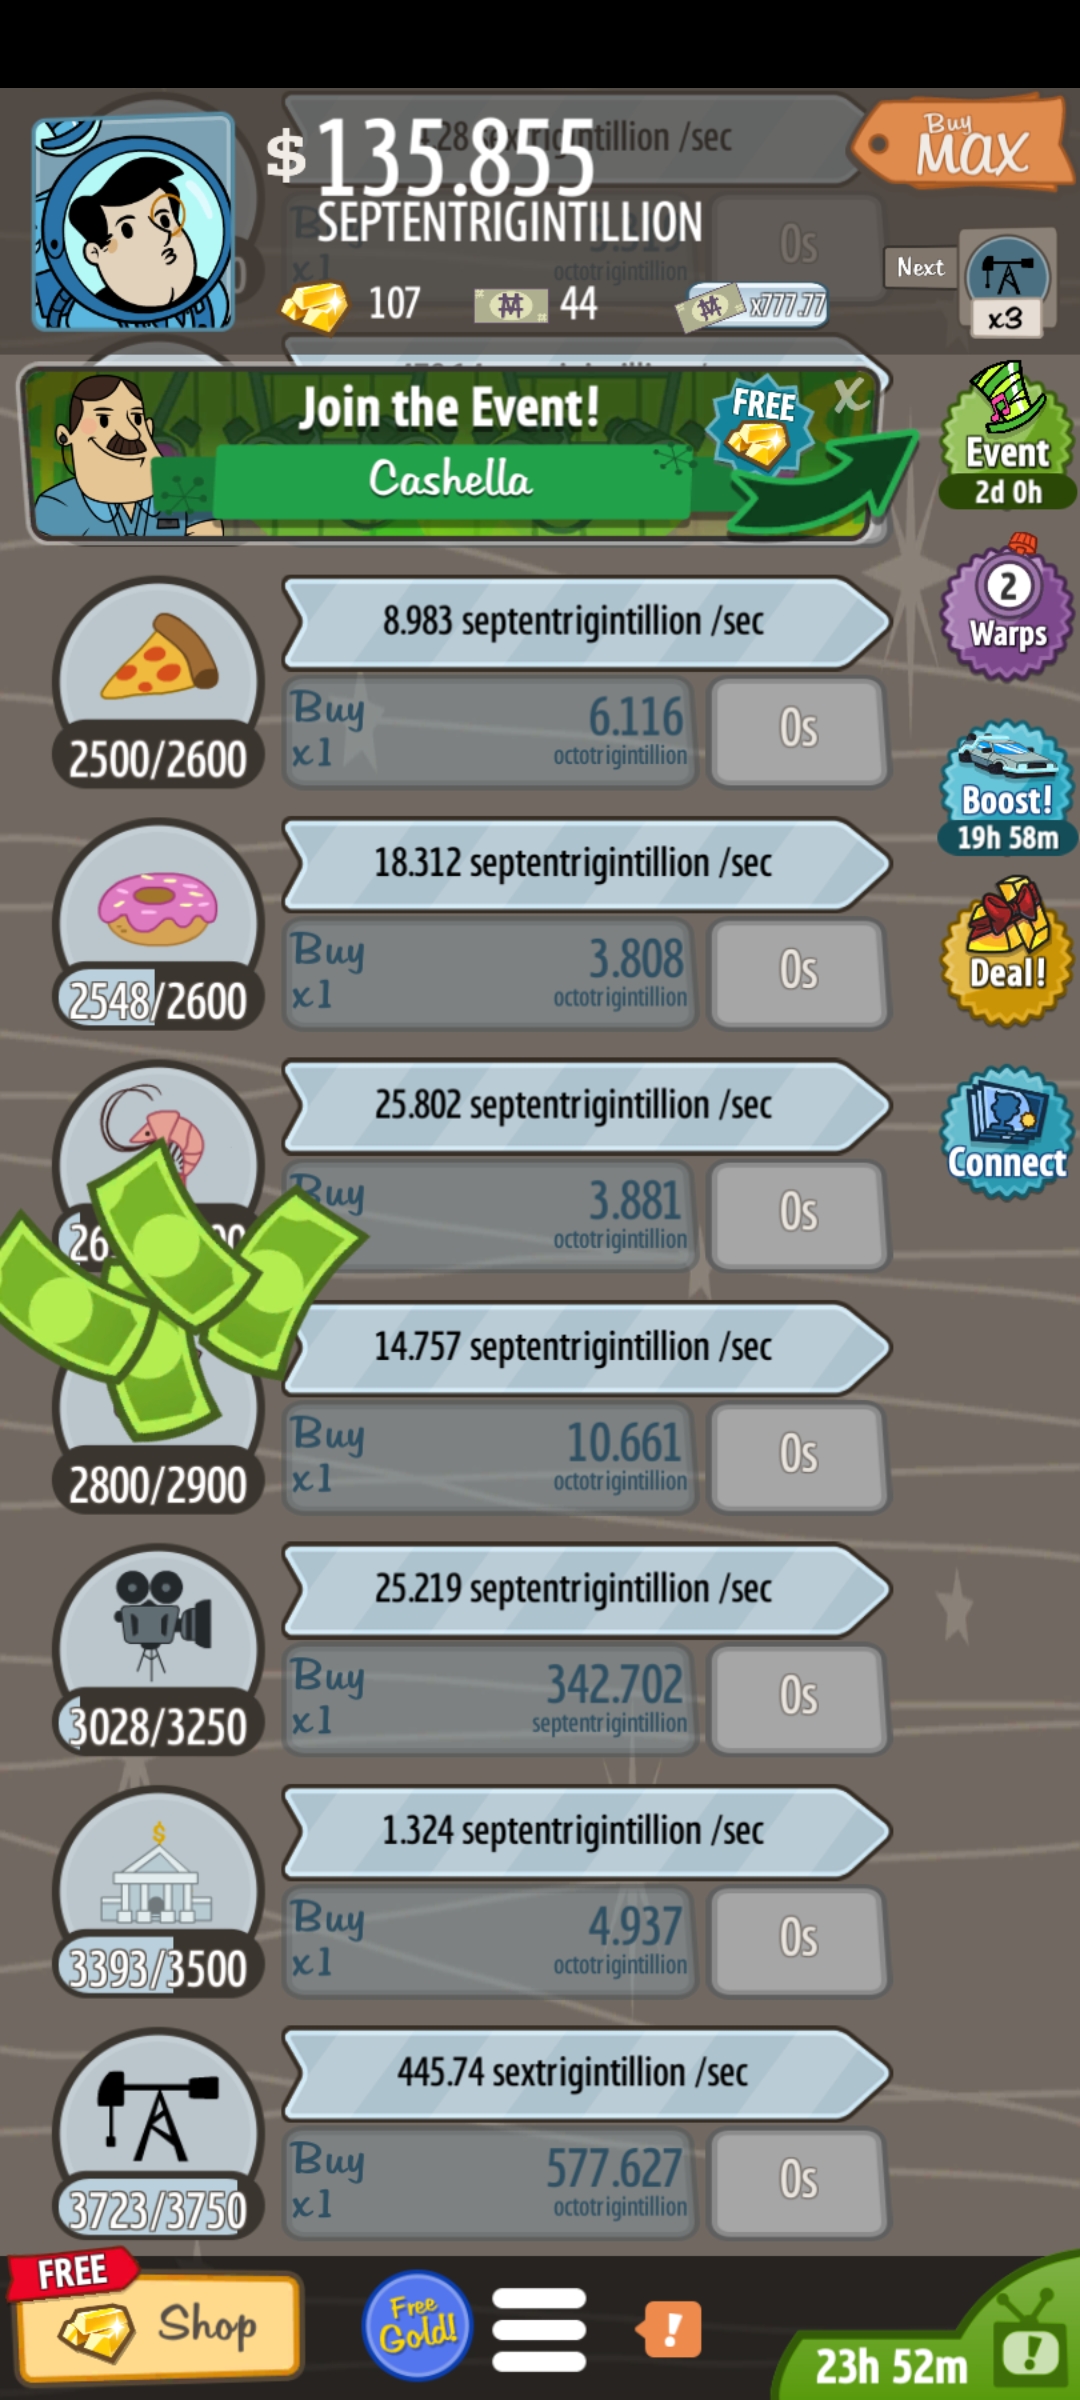 $ 135.855
SEPTENTRIGINTILLION
Buy
MAX
107
44
x777.77
Next
x3
0s
octotrigintillion
Join the Event!
Cashella
FREE
X
Event
2d 0h
8.983 septentrigintillion /sec
2
Warps
Buy
x1
6.116
octotrigintillion
0s
2500/2600
Boost!
19h 58m
18.312 septentrigintillion /sec
Buy
x1
3.808
octotrigintillion
0s
2548/2600
Deal!
25.802 septentrigintillion /sec
Connect
Buy
3.881
octotrigintillion
0s
14.757 septentrigintillion /sec
Buy
x1
10.661
octotrigintillion
0s
2800/2900
25.219 septentrigintillion /sec
Buy
x1
342.702
septentrigintillion
0s
3028/3250
$
1.324 septentrigintillion /sec
Buy
x1
4.937
octotrigintillion
0s
3393/3500
445.74 sextrigintillion /sec
Buy
x1
577.627
octotrigintillion
0s
3723/3750
FREE
Shop
Free
Gold!
!
23h 52m
!